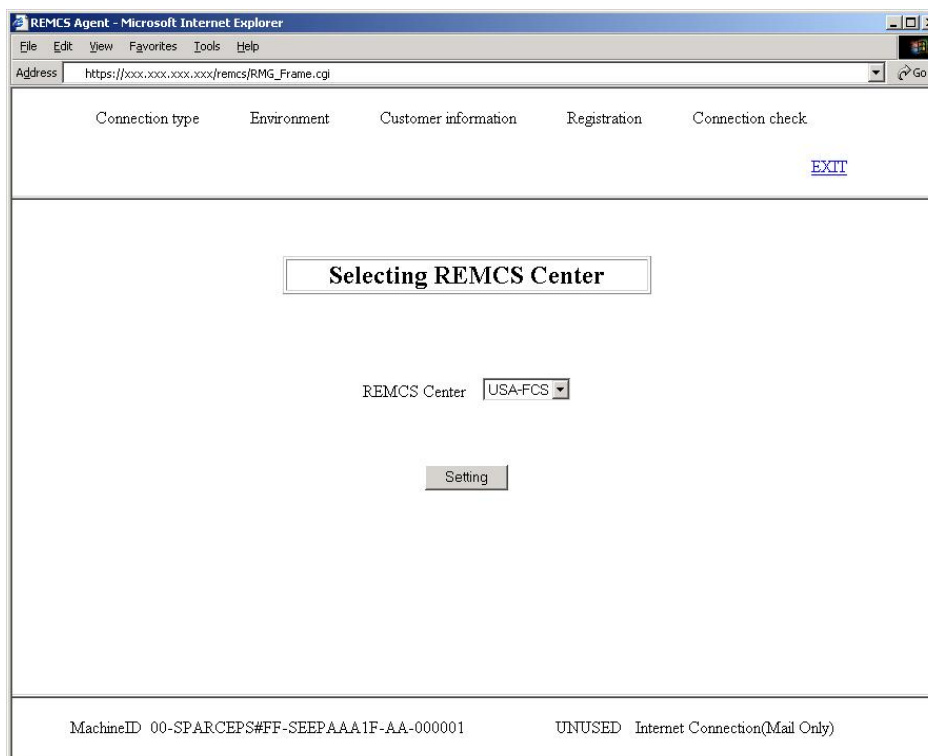 REMCS Agent - Microsoft Internet Explorer
File Edit View Favorites Tools Help
Address https://xxx.xxx.xxx.xxx/remcs/RMG_Frame.cgi Go
Connection type Environment Customer information Registration Connection check
EXIT
Selecting REMCS Center
REMCS Center USA-FCS
Setting
MachineID 00-SPARCEPS#FF-SEEPAAA1F-AA-000001 UNUSED Internet Connection(Mail Only)